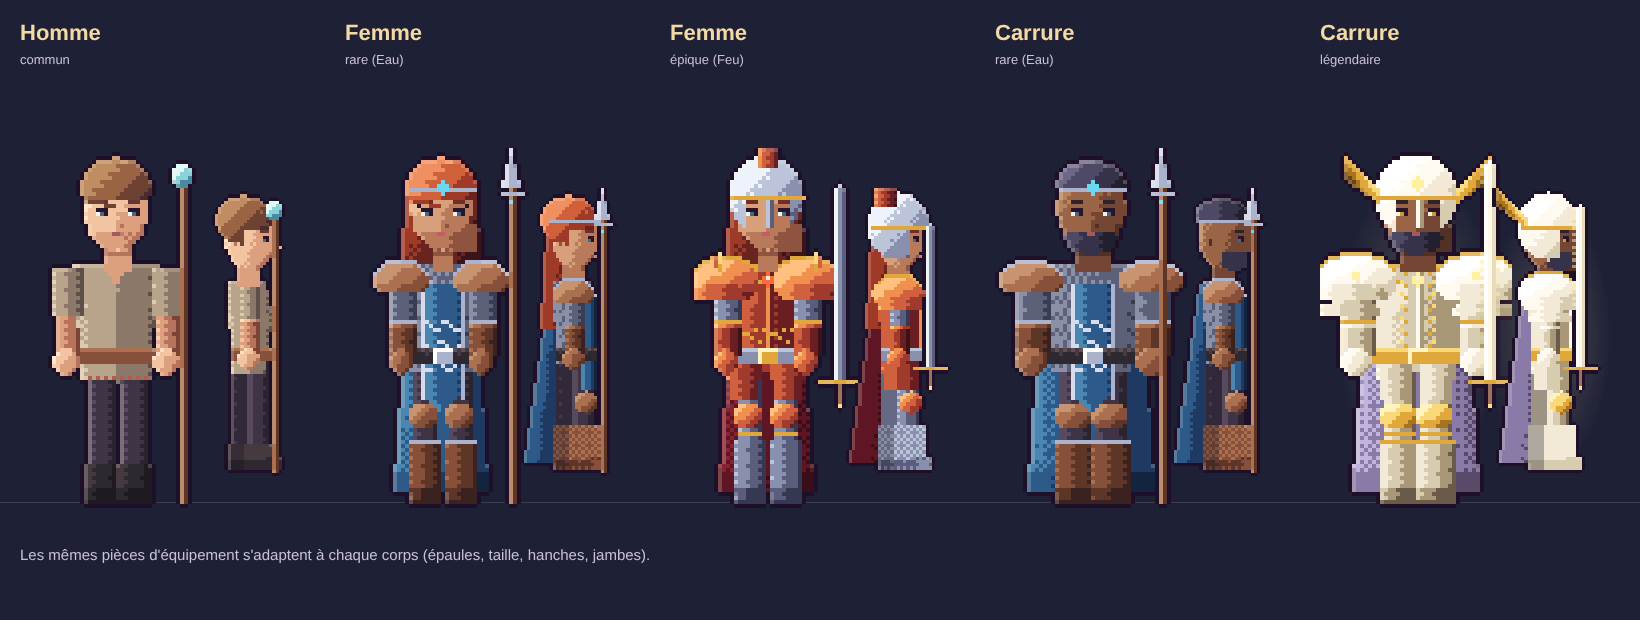 Homme
commun
Femme
rare (Eau)
Femme
épique (Feu)
Carrure
rare (Eau)
Carrure
légendaire
Les mêmes pièces d'équipement s'adaptent à chaque corps (épaules, taille, hanches, jambes).